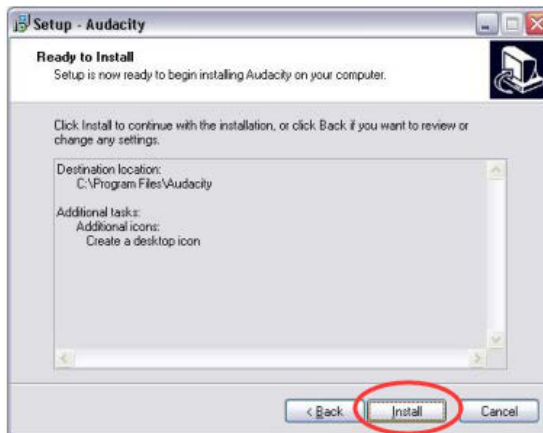 Setup - Audacity
Ready to Install
Setup is now ready to begin installing Audacity on your computer.
Click Install to continue with the installation, or click Back if you want to review or
change any settings.
Destination location:
C:\Program Files\Audacity
Additional tasks:
Additional icons:
Create a desktop icon
< Back
Install
Cancel